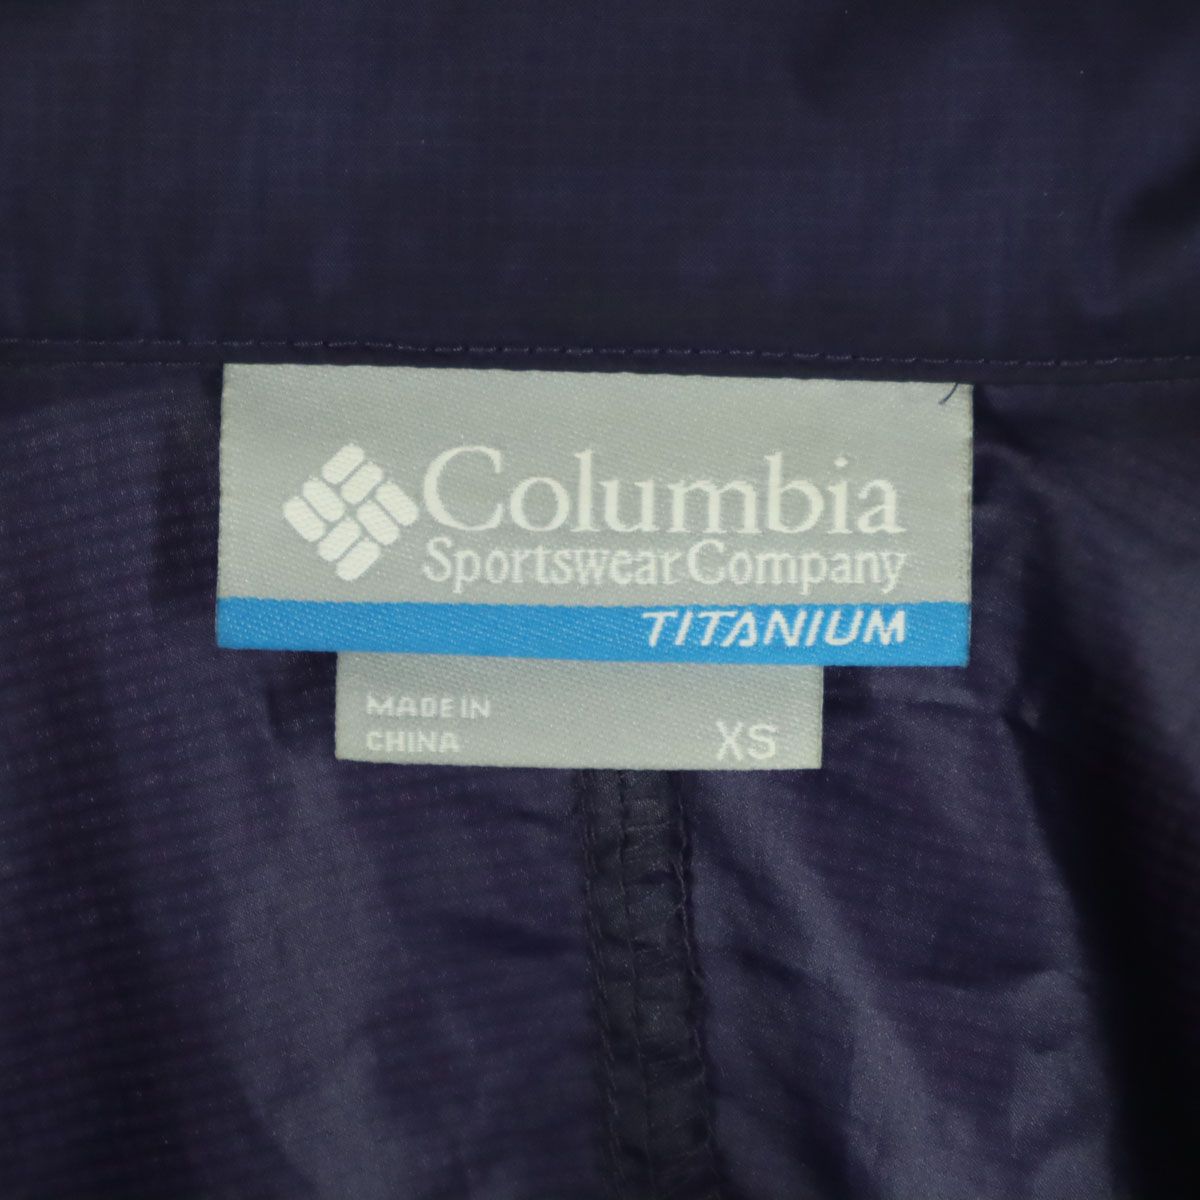 Columbia
Sportswear Company
TITANIUM
MADE IN
CHINA
XS